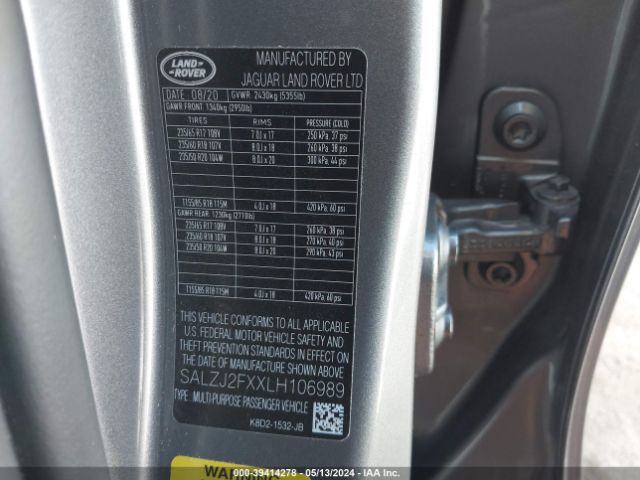 LAND ROVER
MANUFACTURED BY
JAGUAR LAND ROVER LTD
DATE 08/20 GVWR 2430kg (5355lb)
GAWR FRONT: 1340kg (2950lb)
TIRES RIMS PRESSURE (COLD)
235/65 R17 108V 7.0J x 17 250 kPa, 37 psi
235/60 R18 107V 8.0J x 18 260 kPa, 38 psi
235/50 R20 104W 8.0J x 20 300 kPa, 44 psi
T155/85 R18 115M 4.0J x 18 420 kPa, 60 psi
GAWR REAR: 1230kg (2710lb)
235/65 R17 108V 7.0J x 17 260 kPa, 38 psi
235/60 R18 107V 8.0J x 18 270 kPa, 40 psi
235/50 R20 104W 8.0J x 20 290 kPa, 43 psi
T155/85 R18 115M 4.0J x 18 420 kPa, 60 psi
THIS VEHICLE CONFORMS TO ALL APPLICABLE
U.S. FEDERAL MOTOR VEHICLE SAFETY AND
THEFT PREVENTION STANDARDS IN EFFECT ON
THE DATE OF MANUFACTURE SHOWN ABOVE.
SALZJ2FXXLH106989
TYPE: MULTI-PURPOSE PASSENGER VEHICLE
K8D2-1532-JB
WARNING
00-39414278 - 05/13/2024 - IAA Inc.